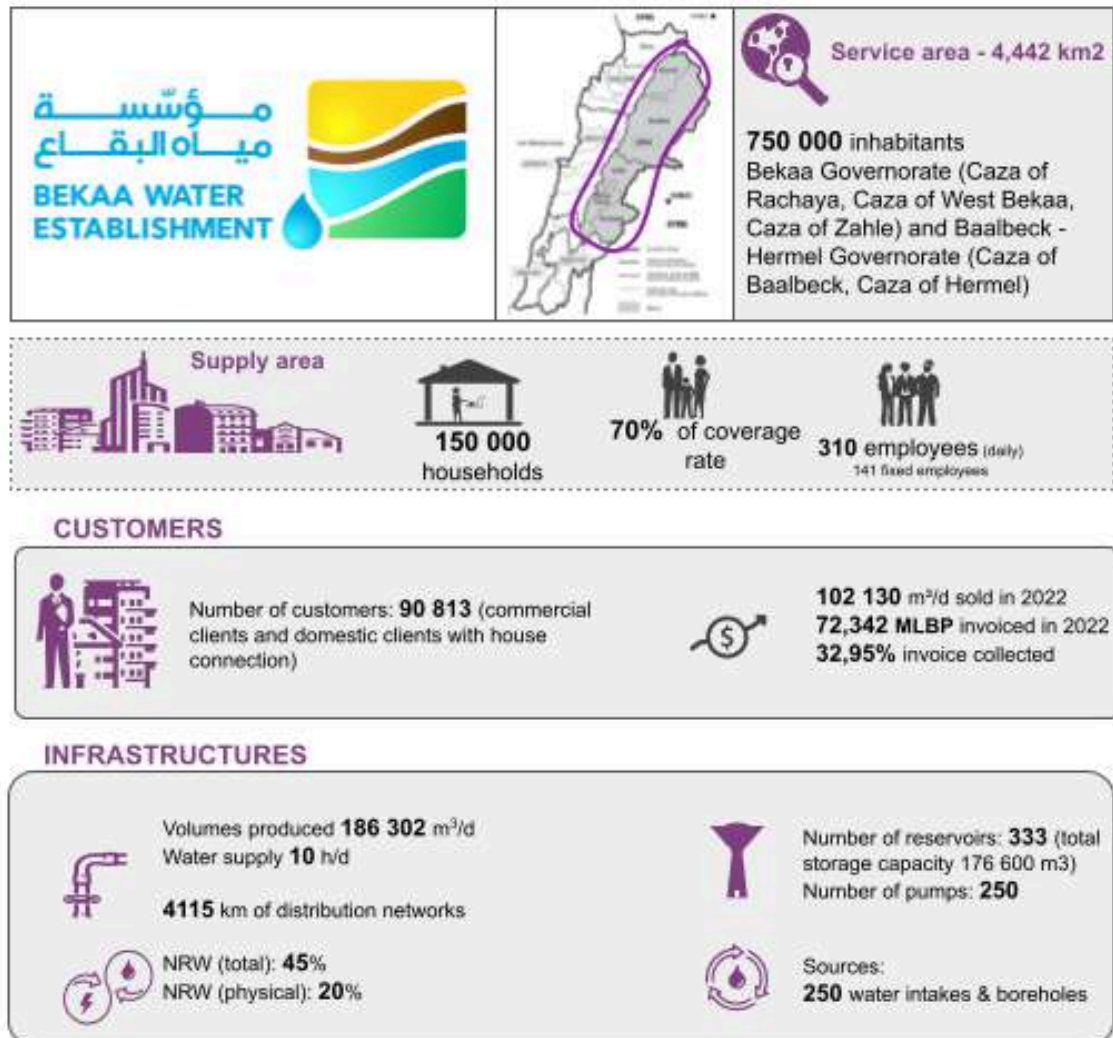 مؤسّسة
مياه البقاع
BEKAA WATER
ESTABLISHMENT
Service area - 4,442 km2
750 000 inhabitants
Bekaa Governorate (Caza of
Rachaya, Caza of West Bekaa,
Caza of Zahle) and Baalbeck -
Hermel Governorate (Caza of
Baalbeck, Caza of Hermel)
Supply area
150 000
households
70% of coverage
rate
310 employees (daily)
141 fixed employees
CUSTOMERS
Number of customers: 90 813 (commercial
clients and domestic clients with house
connection)
102 130 m³/d sold in 2022
72,342 MLBP invoiced in 2022
32,95% invoice collected
INFRASTRUCTURES
Volumes produced 186 302 m³/d
Water supply 10 h/d
4115 km of distribution networks
NRW (total): 45%
NRW (physical): 20%
Number of reservoirs: 333 (total
storage capacity 176 600 m3)
Number of pumps: 250
Sources:
250 water intakes & boreholes